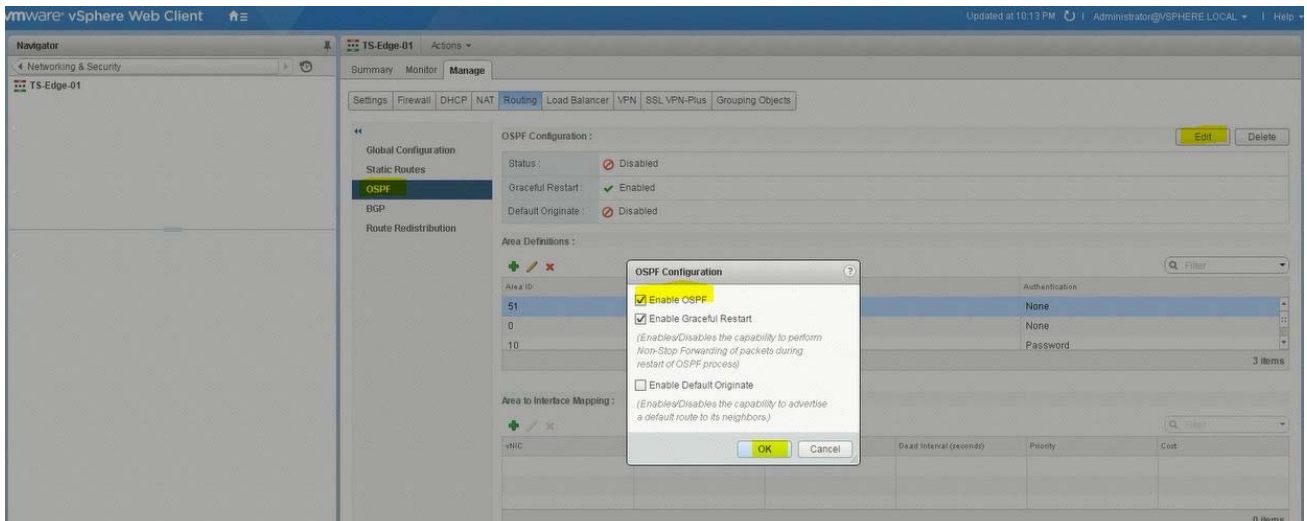 vmware® vSphere Web Client
Updated at 10:13 PM | Administrator@VSPHERE.LOCAL | Help
Navigator
Networking & Security
TS-Edge-01
TS-Edge-01 Actions
Summary Monitor Manage
Settings Firewall DHCP NAT Routing Load Balancer VPN SSL VPN-Plus Grouping Objects
Global Configuration
Static Routes
OSPF
BGP
Route Redistribution
OSPF Configuration :
Edit Delete
Status : Disabled
Graceful Restart : Enabled
Default Originate : Disabled
Area Definitions :
Filter
Area ID Authentication
51 None
0 None
10 Password
3 items
OSPF Configuration ?
Enable OSPF
Enable Graceful Restart
(Enables/Disables the capability to perform
Non-Stop Forwarding of packets during
restart of OSPF process)
Enable Default Originate
(Enables/Disables the capability to advertise
a default route to its neighbors.)
OK Cancel
Area to Interface Mapping :
Filter
vNIC Dead Interval (seconds) Priority Cost
0 items